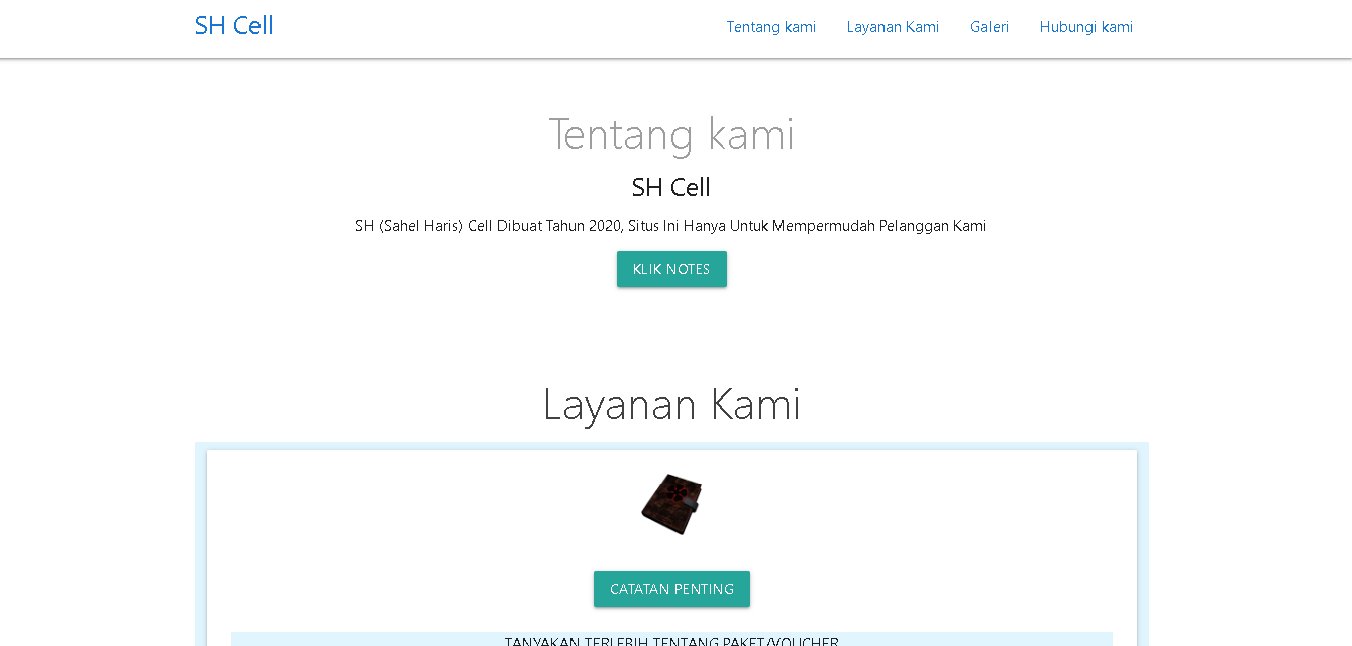 SH Cell
Tentang kami Layanan Kami Galeri Hubungi kami
Tentang kami
SH Cell
SH (Sahel Haris) Cell Dibuat Tahun 2020, Situs Ini Hanya Untuk Mempermudah Pelanggan Kami
KLIK NOTES
Layanan Kami
CATATAN PENTING
TANYAKAN TERLEBIH TENTANG PAKET/VOUCHER